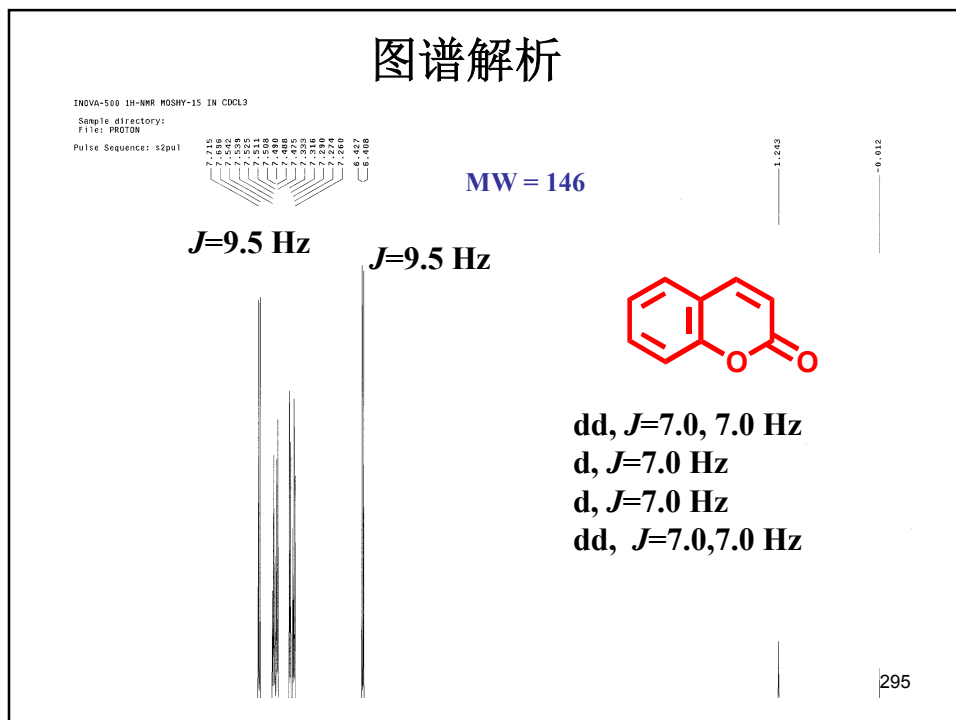 图谱解析
INOVA-500 1H-NMR MOSHY-15 IN CDCL3
Sample directory:
File: PROTON
Pulse Sequence: s2pul
7.715
7.696
7.542
7.539
7.525
7.511
7.508
7.490
7.488
7.475
7.333
7.316
7.290
7.274
7.260
6.427
6.408
1.243
-0.012
MW = 146
J=9.5 Hz
J=9.5 Hz
O
O
dd, J=7.0, 7.0 Hz
d, J=7.0 Hz
d, J=7.0 Hz
dd, J=7.0,7.0 Hz
295